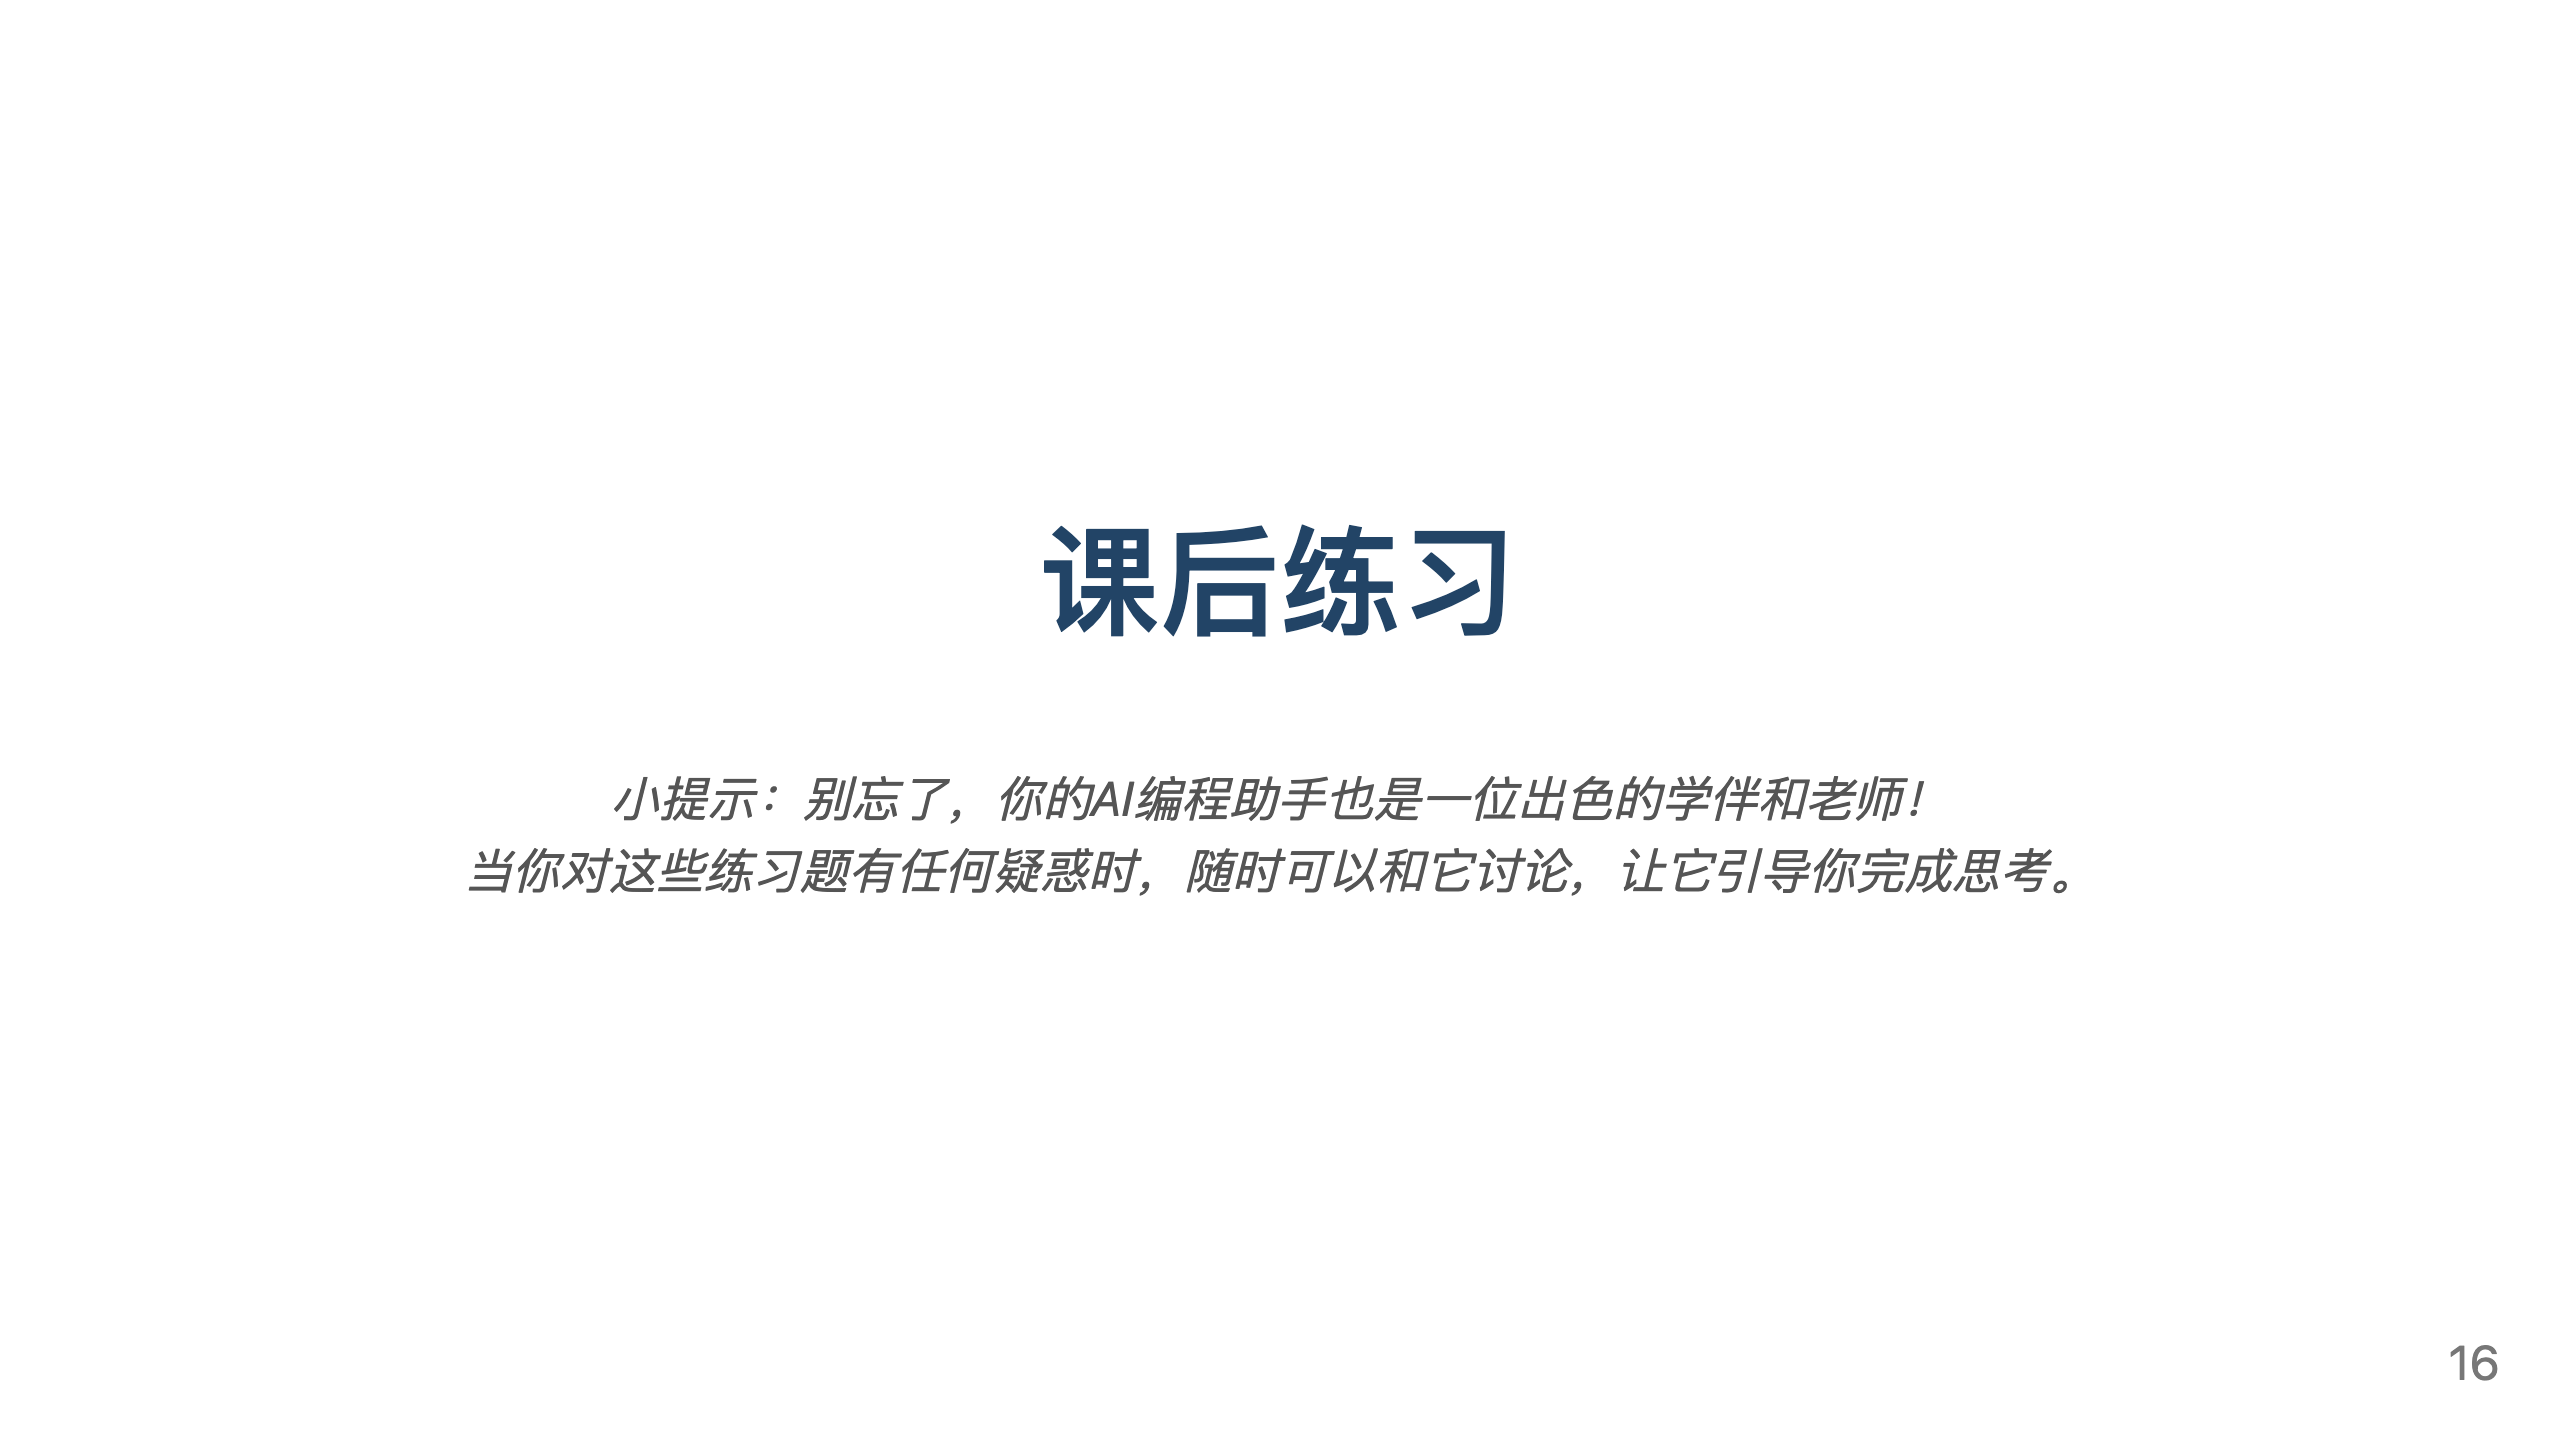 课后练习
小提示：别忘了，你的AI编程助手也是一位出色的学伴和老师！
当你对这些练习题有任何疑惑时，随时可以和它讨论，让它引导你完成思考。
16